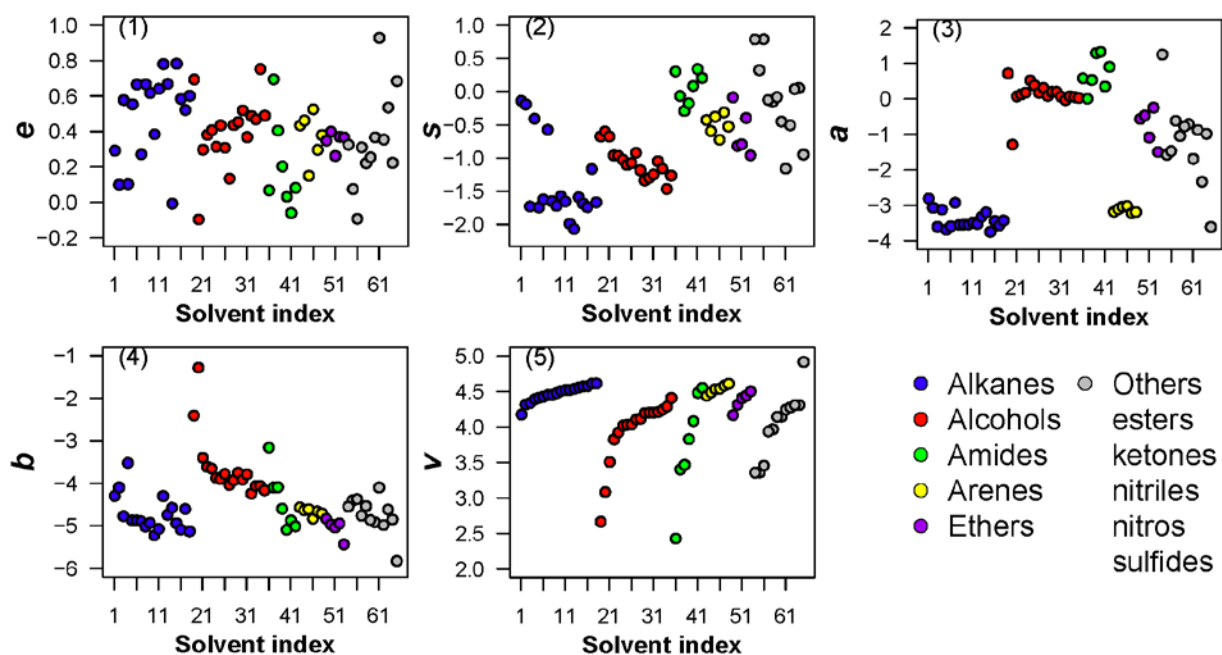 (1)
e
1.0
0.8
0.6
0.4
0.2
0.0
−0.2
1 11 21 31 41 51 61
Solvent index
(2)
s
1.0
0.5
0.0
−0.5
−1.0
−1.5
−2.0
1 11 21 31 41 51 61
Solvent index
(3)
a
2
1
0
−1
−2
−3
−4
1 11 21 31 41 51 61
Solvent index
(4)
b
−1
−2
−3
−4
−5
−6
1 11 21 31 41 51 61
Solvent index
(5)
v
5.0
4.5
4.0
3.5
3.0
2.5
2.0
1 11 21 31 41 51 61
Solvent index
Alkanes
Alcohols
Amides
Arenes
Ethers
Others
esters
ketones
nitriles
nitros
sulfides